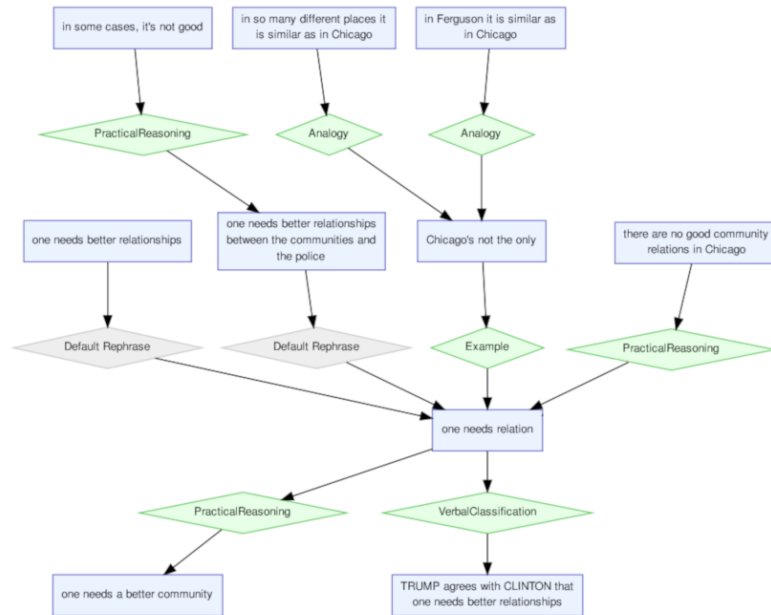 in some cases, it's not good
in so many different places it
is similar as in Chicago
in Ferguson it is similar as
in Chicago
PracticalReasoning
Analogy
Analogy
one needs better relationships
one needs better relationships
between the communities and
the police
Chicago's not the only
there are no good community
relations in Chicago
Default Rephrase
Default Rephrase
Example
PracticalReasoning
one needs relation
PracticalReasoning
VerbalClassification
one needs a better community
TRUMP agrees with CLINTON that
one needs better relationships